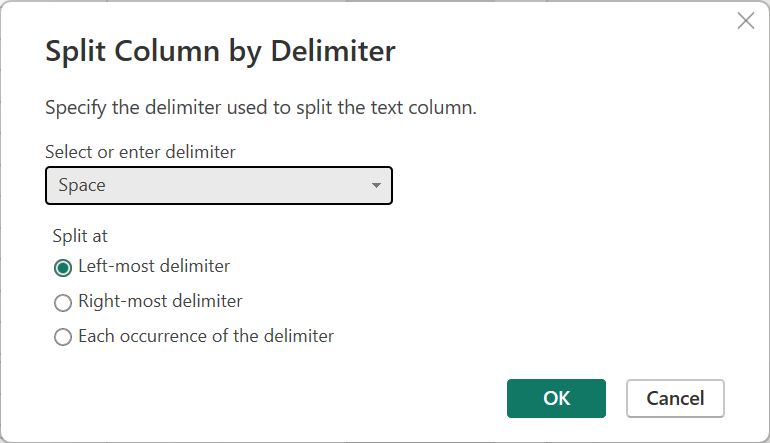 Split Column by Delimiter
Specify the delimiter used to split the text column.
Select or enter delimiter
Space
Split at
Left-most delimiter
Right-most delimiter
Each occurrence of the delimiter
OK
Cancel